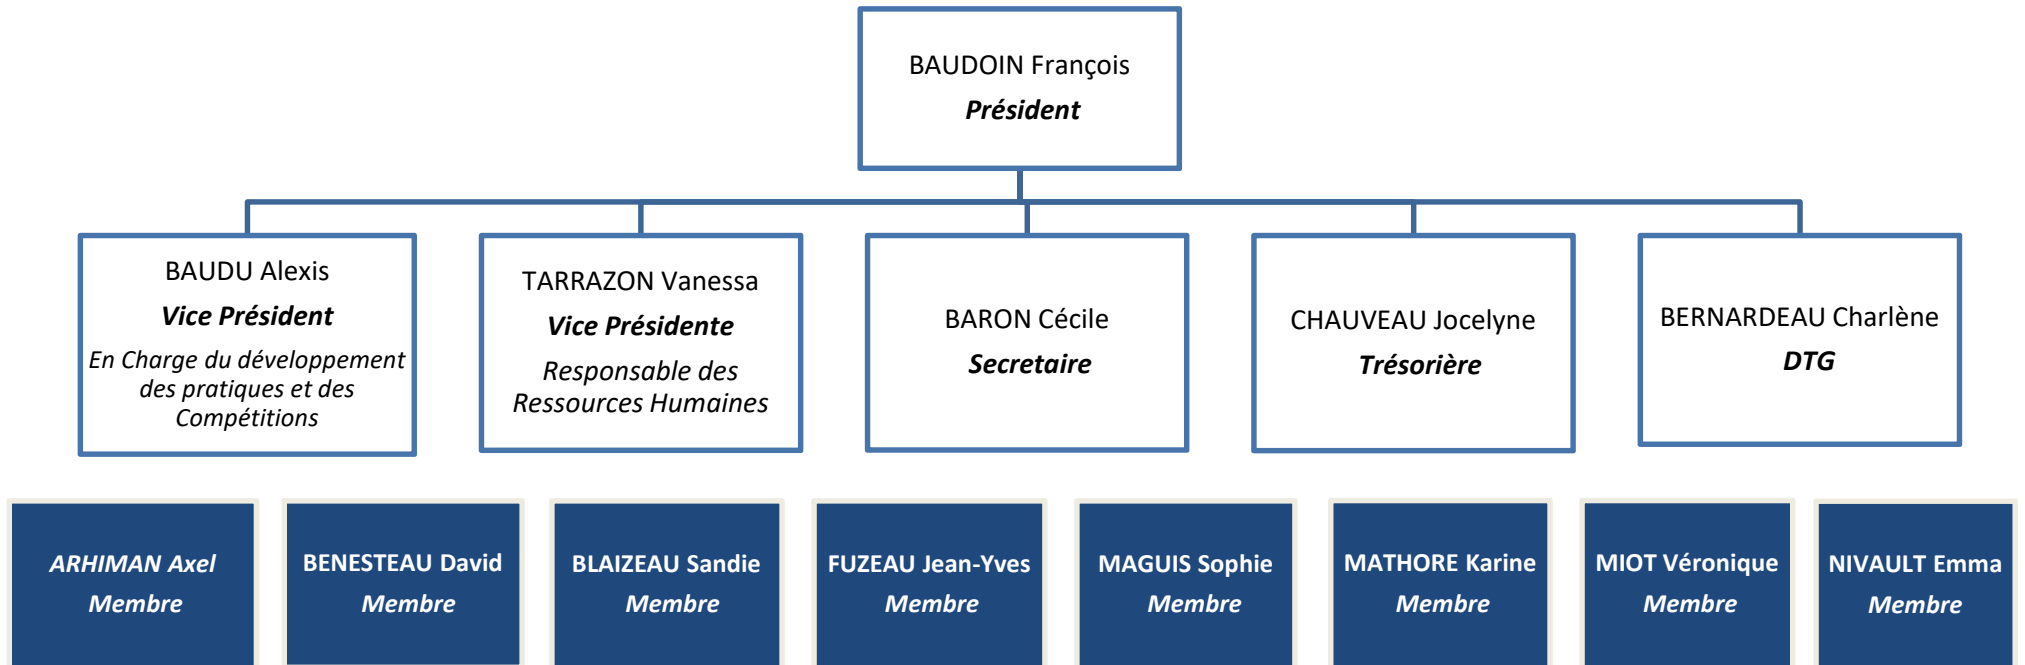 BAUDOIN François
Président
BAUDU Alexis
Vice Président
En Charge du développement
des pratiques et des
Compétitions
TARRAZON Vanessa
Vice Présidente
Responsable des
Ressources Humaines
BARON Cécile
Secretaire
CHAUVEAU Jocelyne
Trésorière
BERNARDEAU Charlène
DTG
ARHIMAN Axel
Membre
BENESTEAU David
Membre
BLAIZEAU Sandie
Membre
FUZEAU Jean-Yves
Membre
MAGUIS Sophie
Membre
MATHORE Karine
Membre
MIOT Véronique
Membre
NIVAULT Emma
Membre